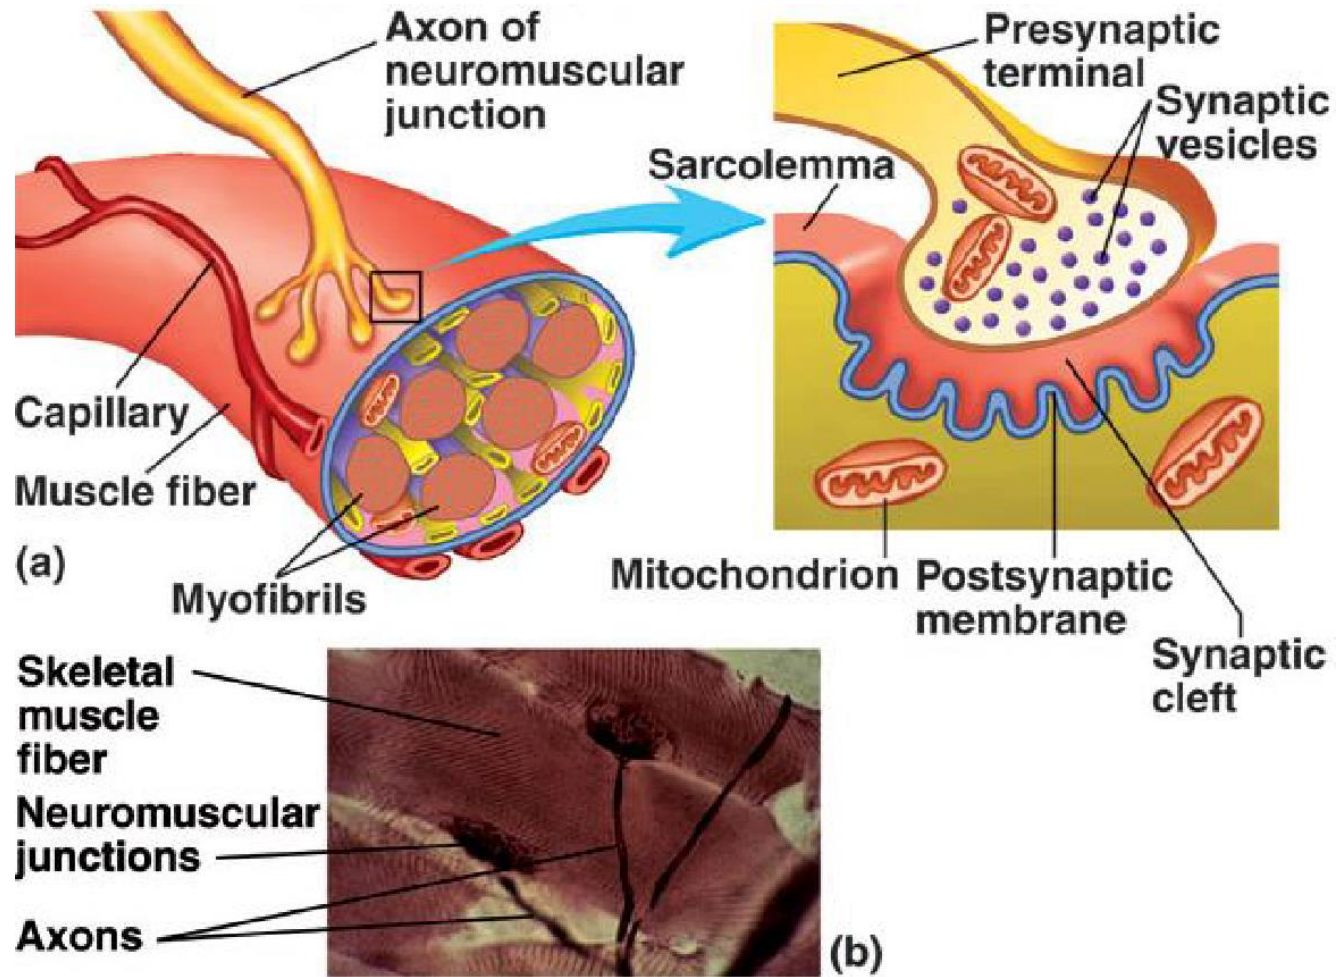 Axon of
neuromuscular
junction
Presynaptic
terminal
Synaptic
vesicles
Sarcolemma
Capillary
Muscle fiber
(a)
Myofibrils
Mitochondrion
Postsynaptic
membrane
Synaptic
cleft
Skeletal
muscle
fiber
Neuromuscular
junctions
Axons
(b)